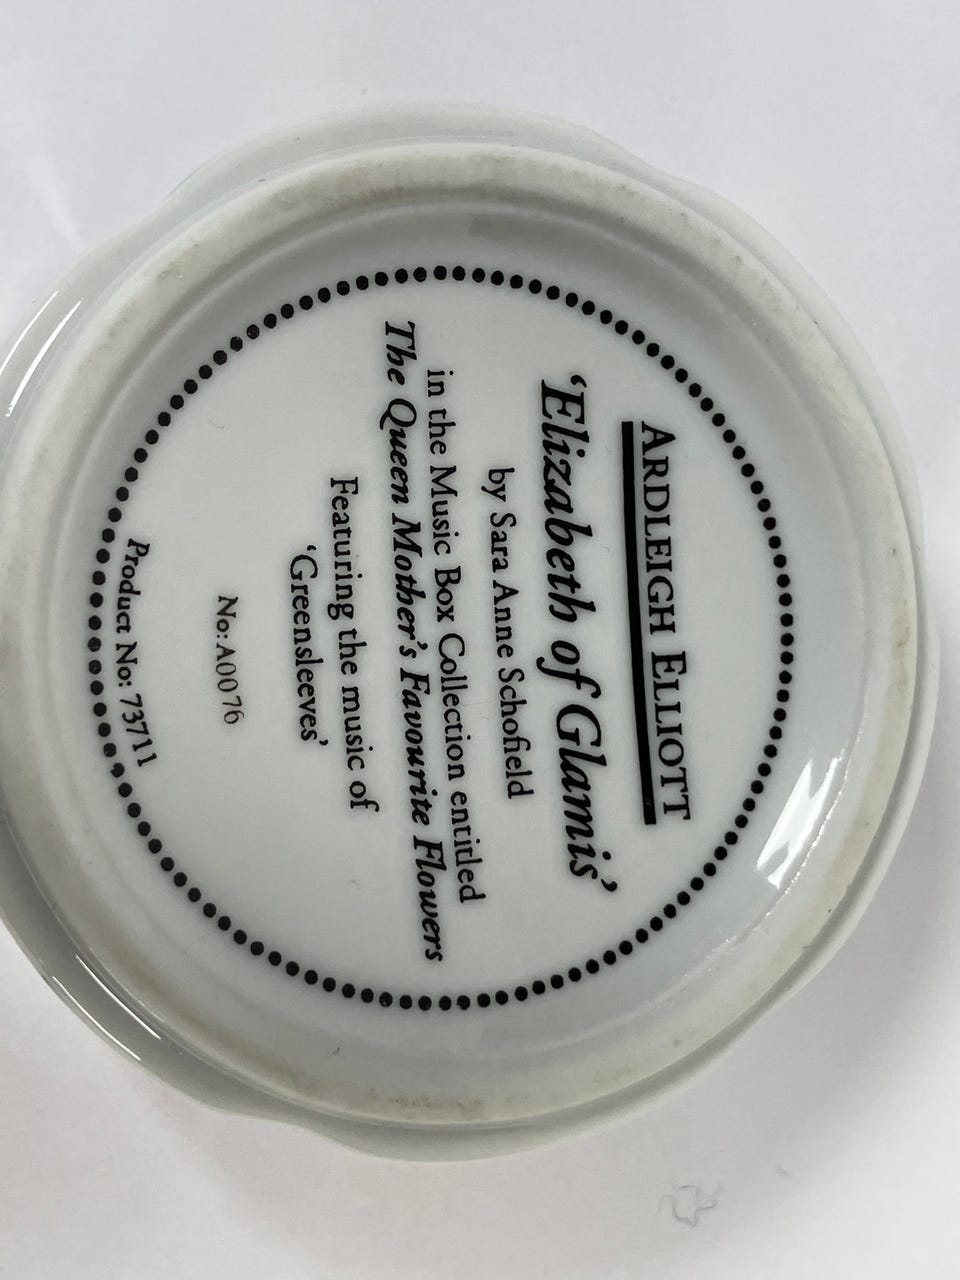 ARDLEIGH ELLIOTT
‘Elizabeth of Glamis’
by Sara Anne Schofield
in the Music Box Collection entitled
The Queen Mother’s Favourite Flowers
Featuring the music of
‘Greensleeves’
No: A0076
Product No: 73711